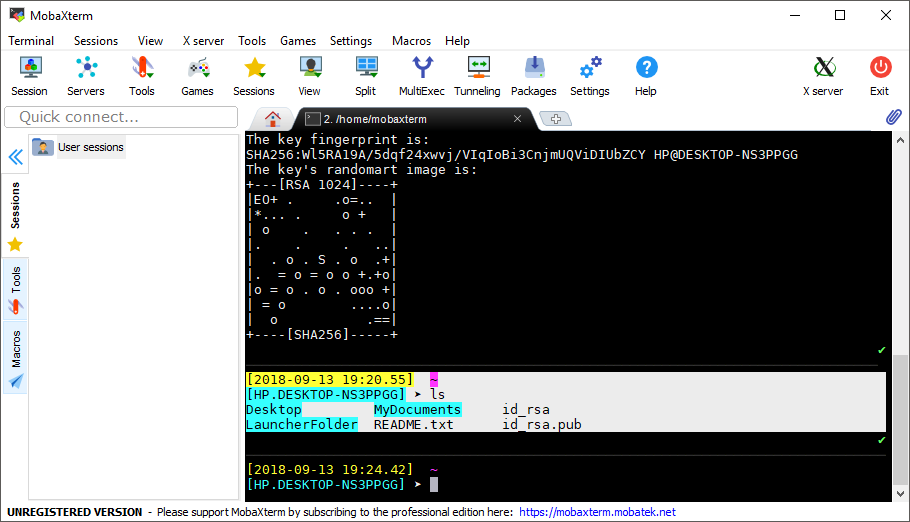 MobaXterm
Terminal Sessions View X server Tools Games Settings Macros Help
Session Servers Tools Games Sessions View Split MultiExec Tunneling Packages Settings Help X server Exit
Quick connect...
2. /home/mobaxterm
User sessions
Sessions
Tools
Macros
The key fingerprint is:
SHA256:Wl5RA19A/5dqf24xwvj/VIqIoBi3CnjmUQViDIUbZCY HP@DESKTOP-NS3PPGG
The key's randomart image is:
+---[RSA 1024]----+
|EO+ .     .o=..  |
|*... .     o +   |
| o    .   . . .  |
|.    .     .   ..|
|  . o . S . o  .+|
|.  = o = o o +.+o|
|o = o . o . ooo +|
| = o        ....o|
|  o           .==|
+----[SHA256]-----+
[2018-09-13 19:20.55]  ~
[HP.DESKTOP-NS3PPGG] ➤ ls
Desktop         MyDocuments     id_rsa
LauncherFolder  README.txt      id_rsa.pub
[2018-09-13 19:24.42]  ~
[HP.DESKTOP-NS3PPGG] ➤
UNREGISTERED VERSION - Please support MobaXterm by subscribing to the professional edition here: https://mobaxterm.mobatek.net